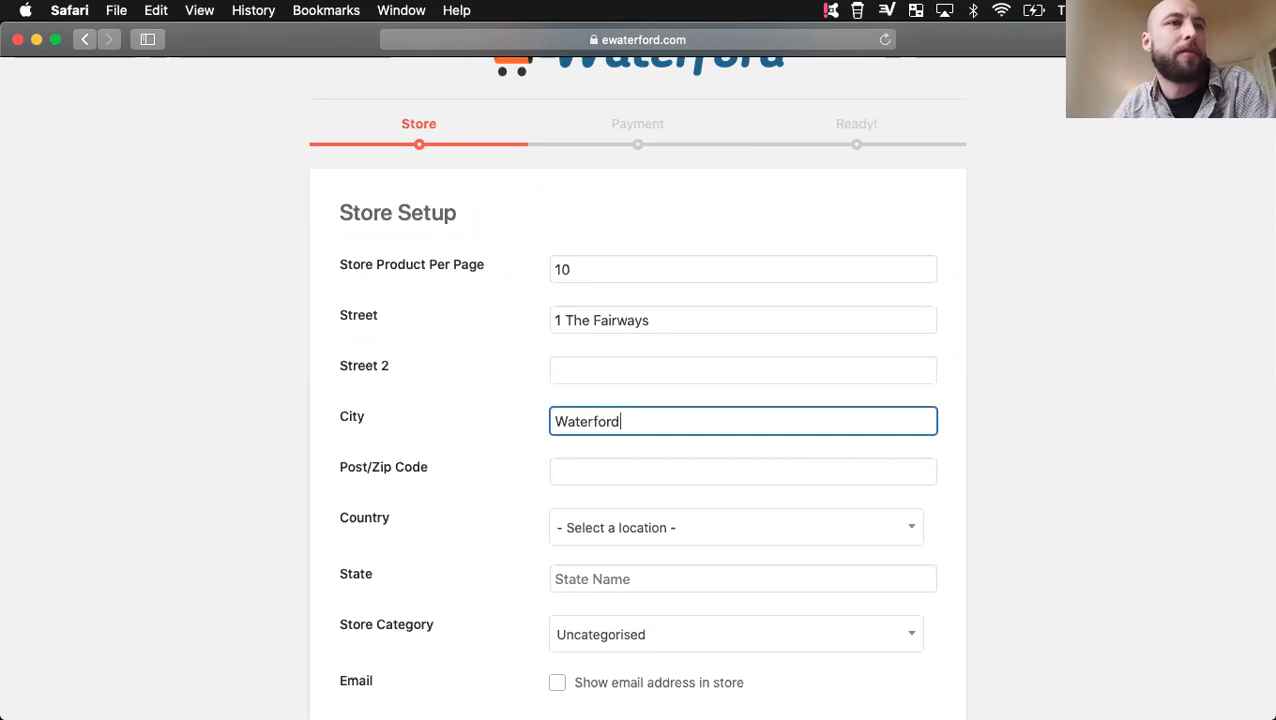 Safari File Edit View History Bookmarks Window Help
ewaterford.com
Waterford
Store Payment Ready!
Store Setup
Store Product Per Page 10
Street 1 The Fairways
Street 2
City Waterford
Post/Zip Code
Country - Select a location -
State State Name
Store Category Uncategorised
Email Show email address in store